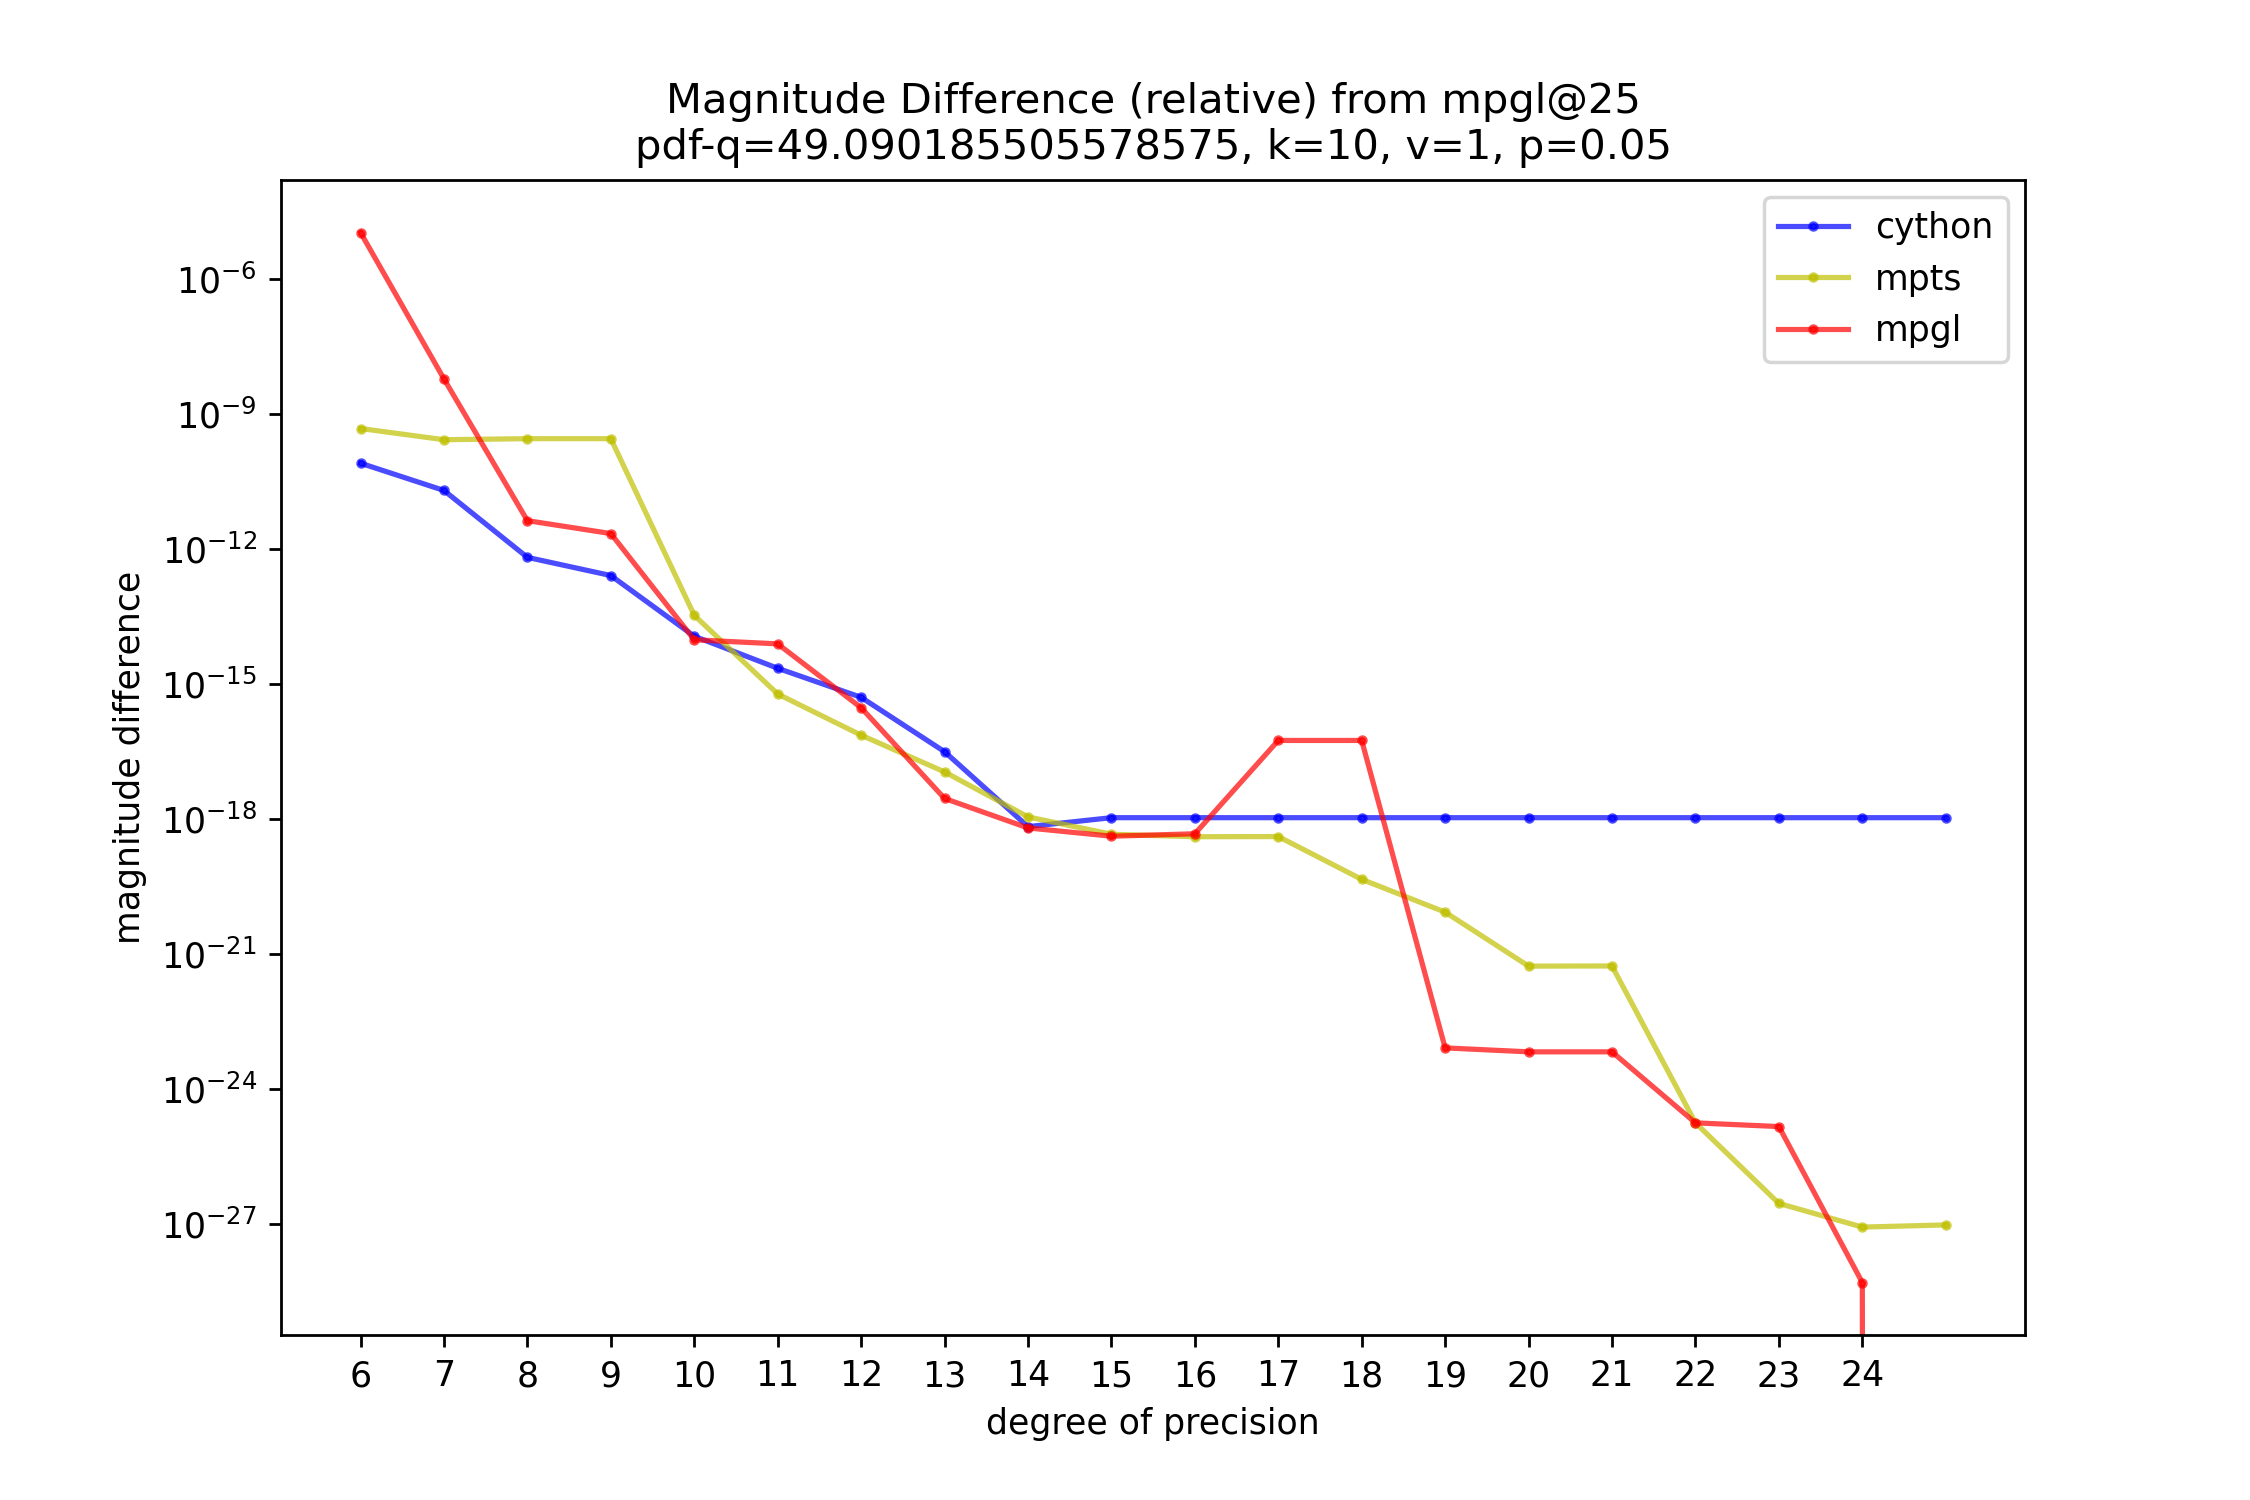 Magnitude Difference (relative) from mpgl@25
pdf-q=49.090185505578575, k=10, v=1, p=0.05
cython
mpts
mpgl
magnitude difference
10⁻⁶
10⁻⁹
10⁻¹²
10⁻¹⁵
10⁻¹⁸
10⁻²¹
10⁻²⁴
10⁻²⁷
6 7 8 9 10 11 12 13 14 15 16 17 18 19 20 21 22 23 24
degree of precision